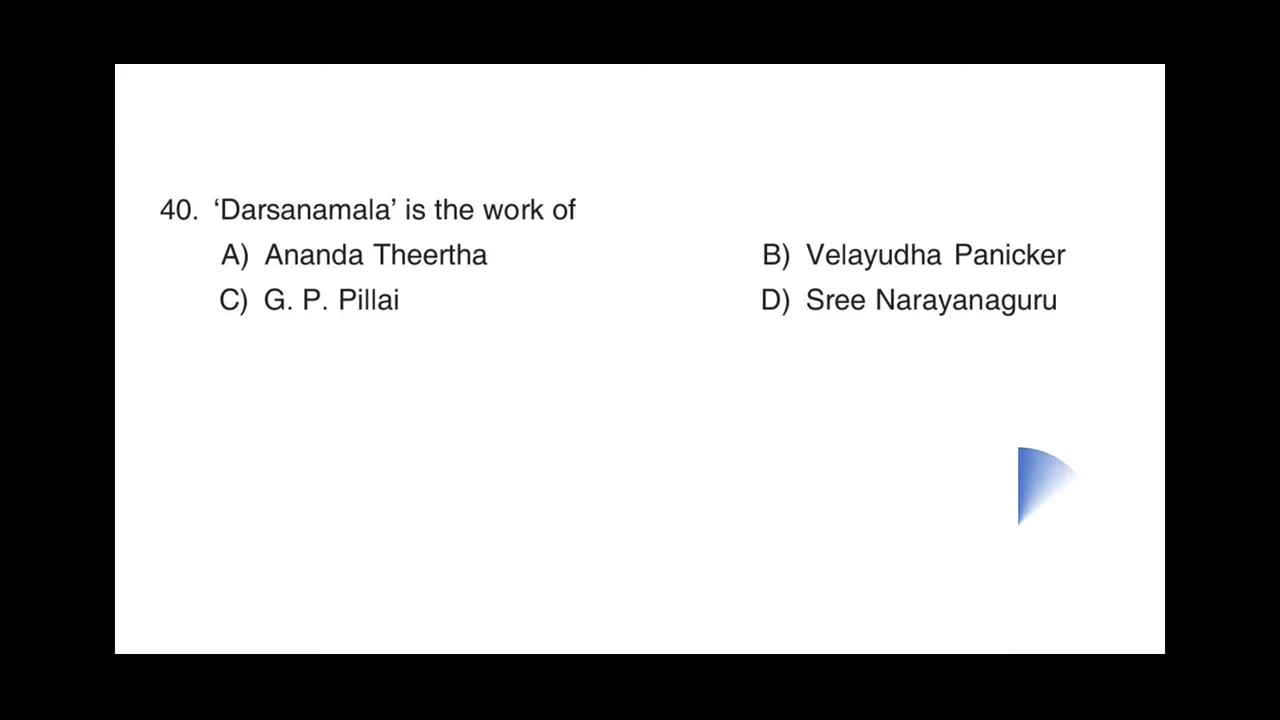 40. ‘Darsanamala’ is the work of
A) Ananda Theertha B) Velayudha Panicker
C) G. P. Pillai D) Sree Narayanaguru